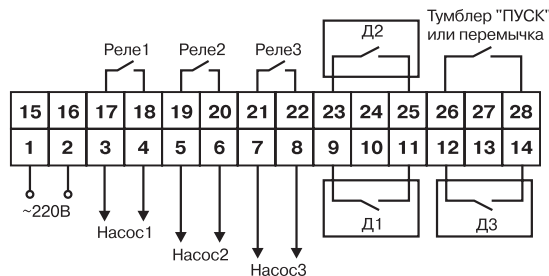 Тумблер "ПУСК"
или перемычка
Д2
Реле1 Реле2 Реле3
15 16 17 18 19 20 21 22 23 24 25 26 27 28
1 2 3 4 5 6 7 8 9 10 11 12 13 14
~220В
Насос1
Насос2
Насос3
Д1 Д3